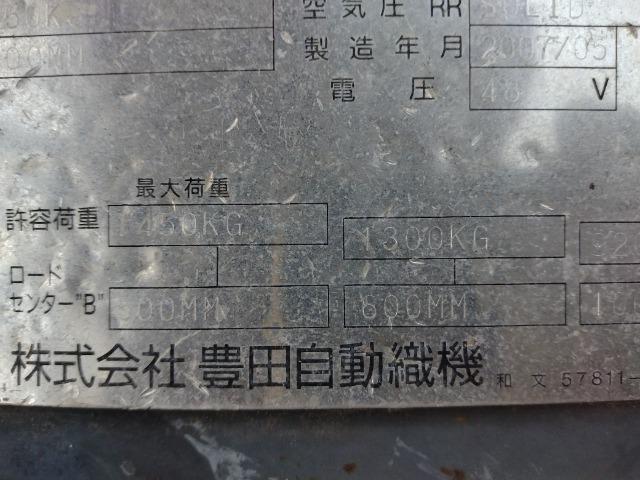 空気圧 RR SOLID
製造年月 2007/05
00MM
電圧 V
最大荷重
許容荷重 1450KG 1300KG
ロード
センター"B" 500MM 600MM
株式会社 豊田自動織機 和文 57811-